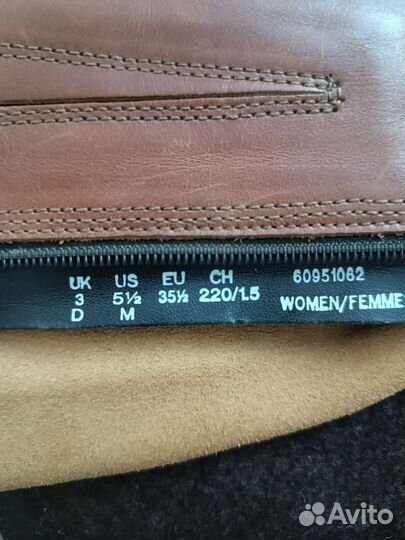 UK US EU CH 60951062
3 5½ 35½ 220/1.5 WOMEN/FEMME
D M
Avito